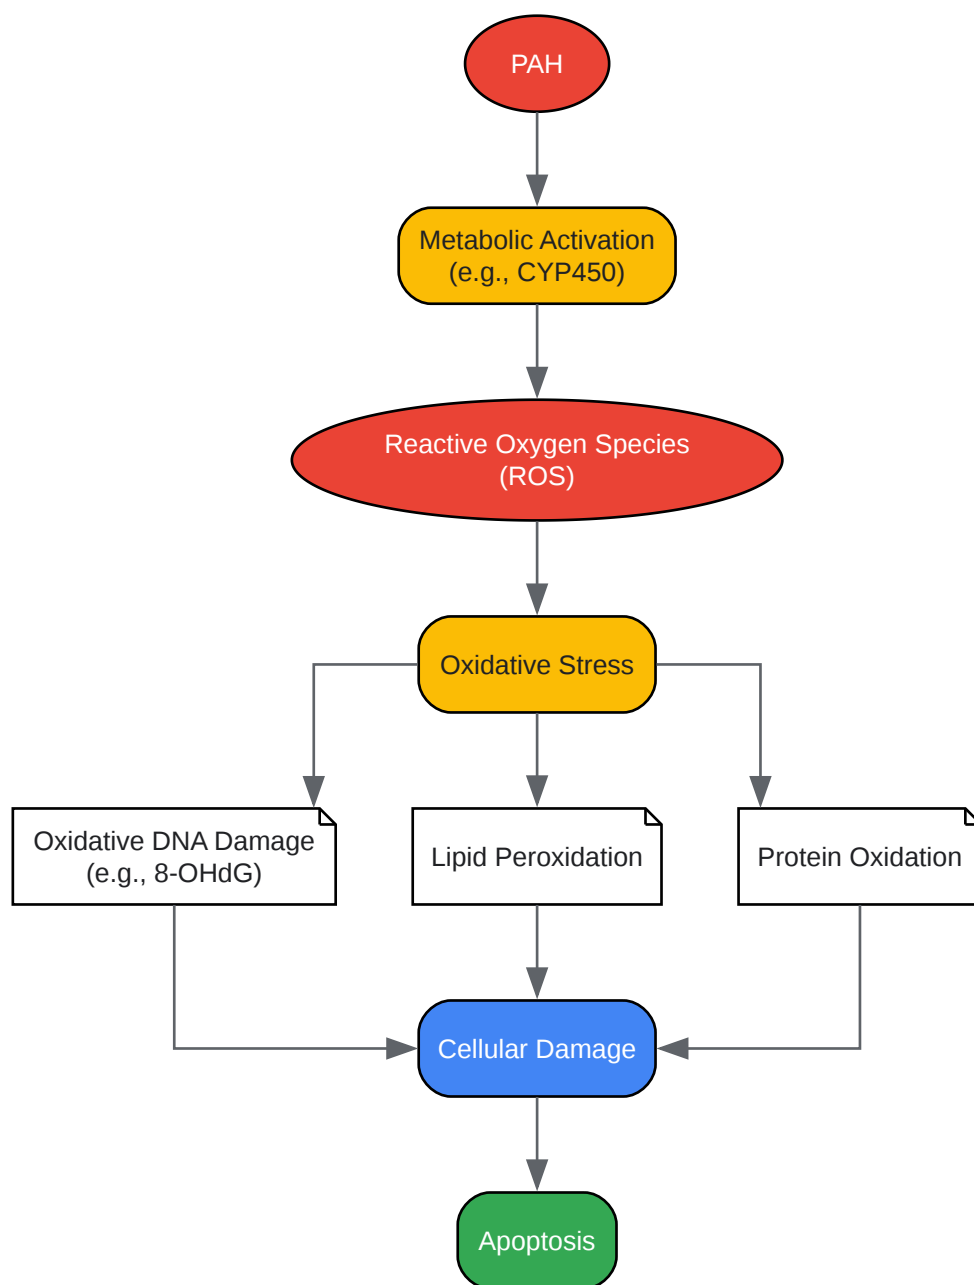 PAH
Metabolic Activation
(e.g., CYP450)
Reactive Oxygen Species
(ROS)
Oxidative Stress
Oxidative DNA Damage
(e.g., 8-OHdG)
Lipid Peroxidation
Protein Oxidation
Cellular Damage
Apoptosis